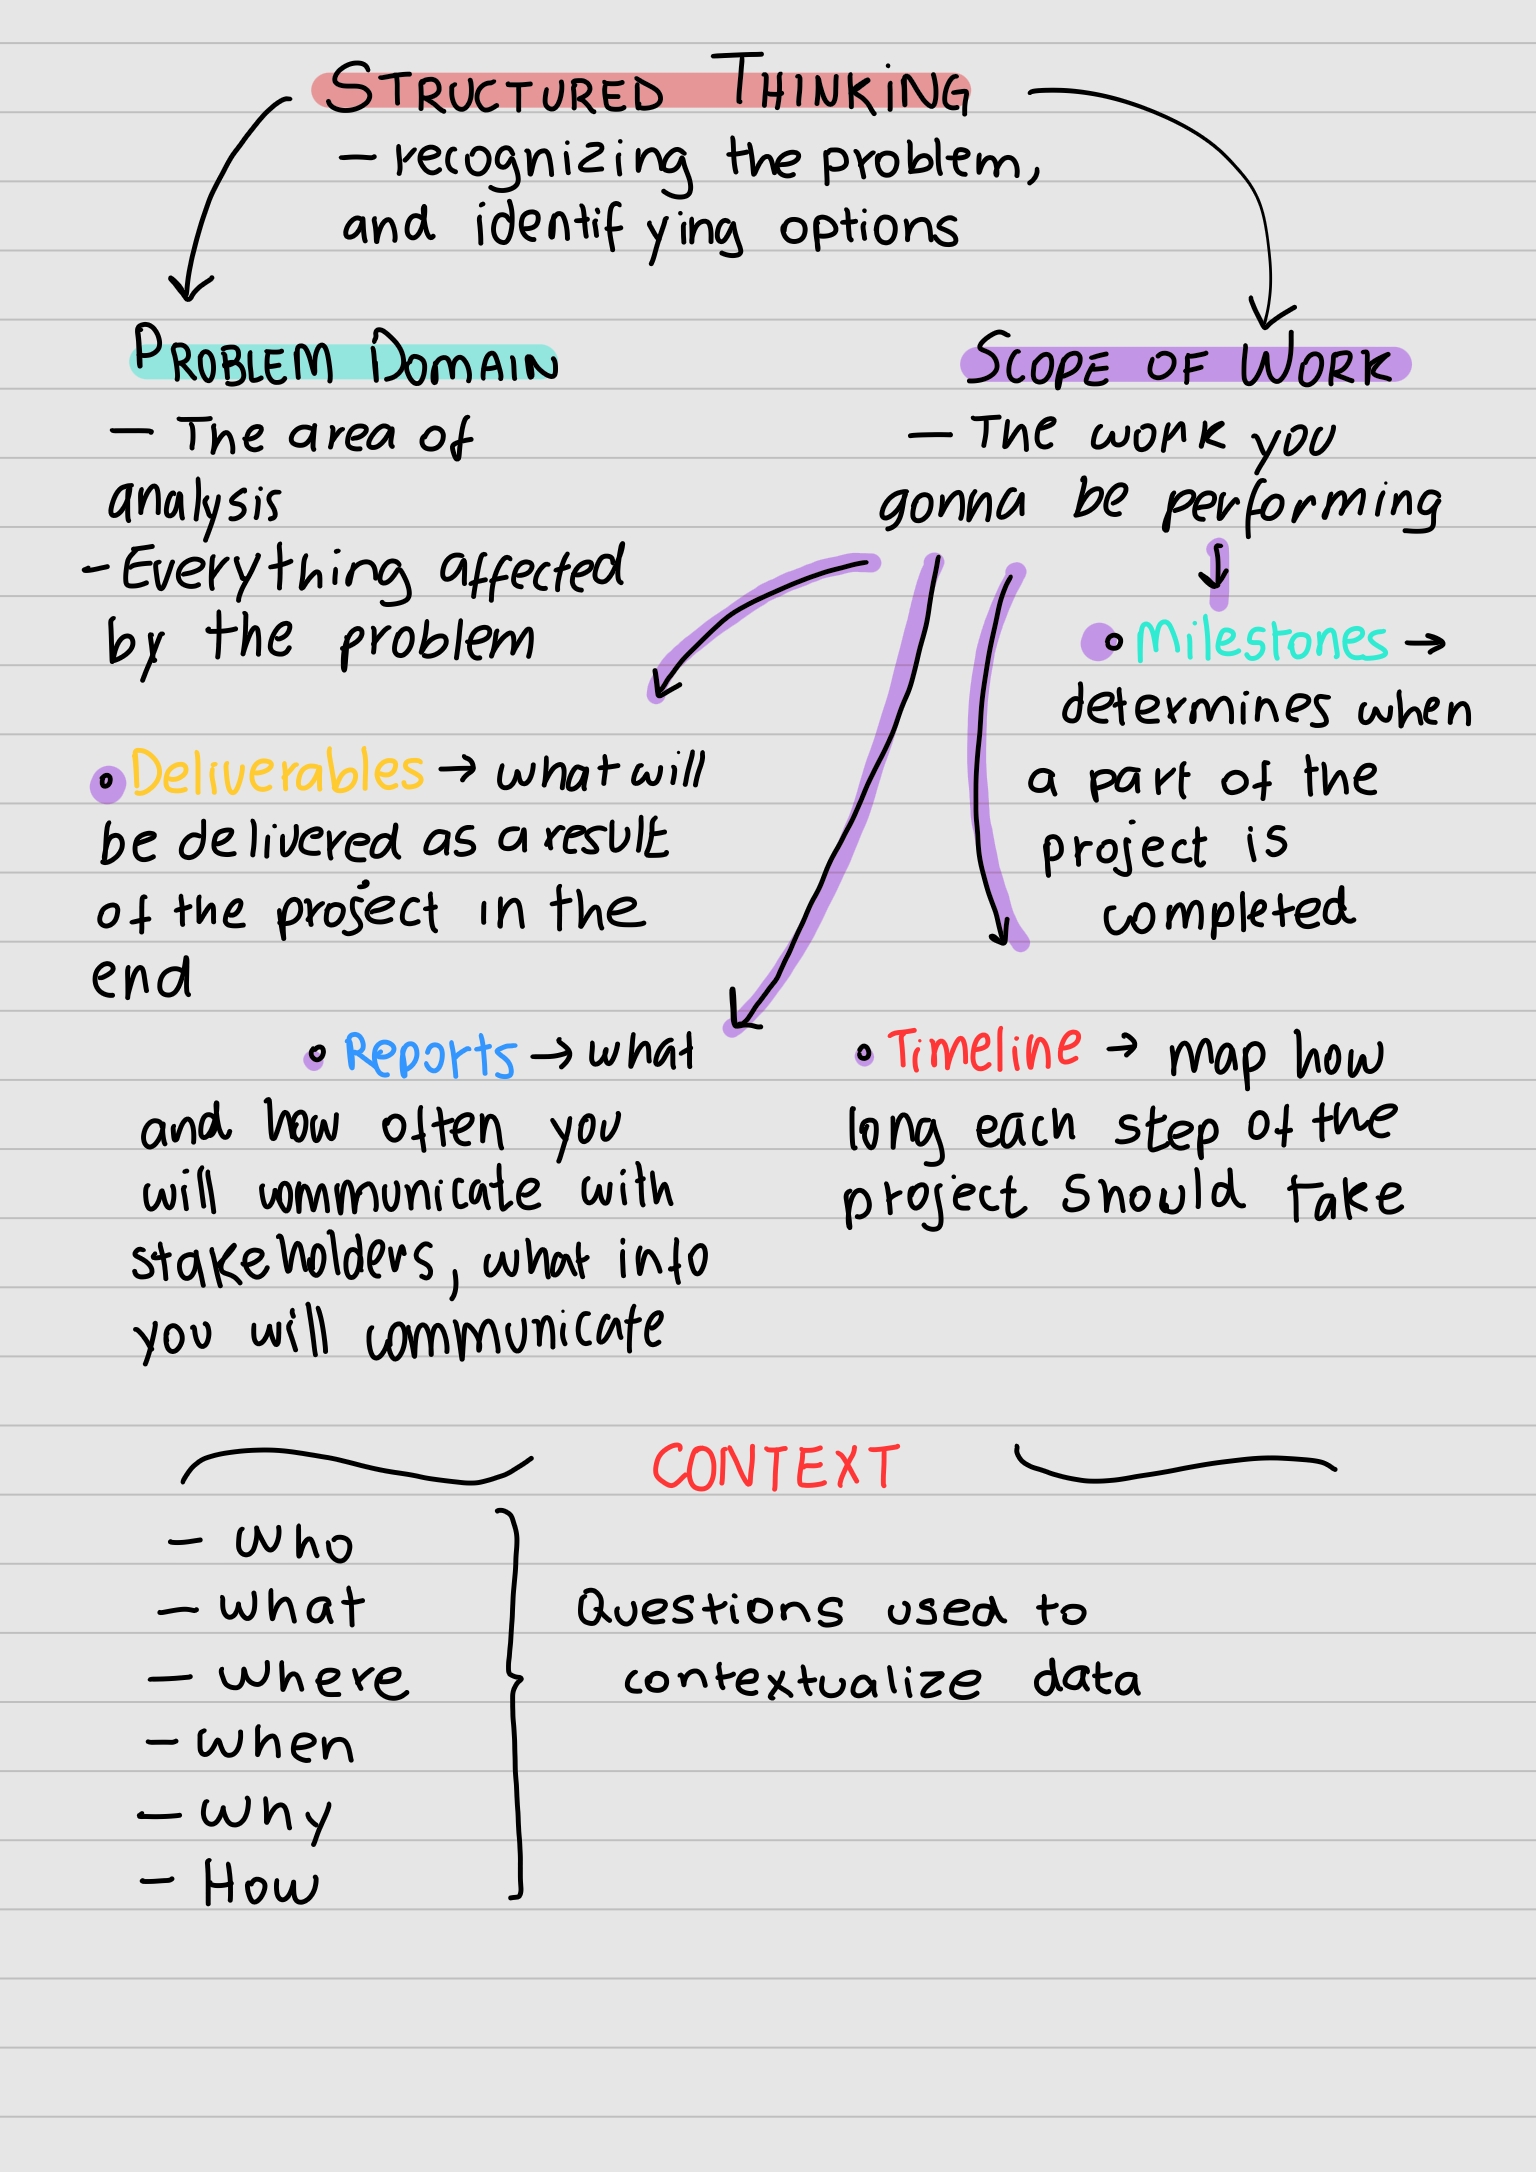 STRUCTURED THINKING
– recognizing the problem,
and identifying options
PROBLEM DOMAIN
– The area of
analysis
- Everything affected
by the problem
SCOPE OF WORK
– The work you
gonna be performing
• Milestones →
determines when
a part of the
project is
completed
• Deliverables → what will
be delivered as a result
of the project in the
end
• Reports → what
and how often you
will communicate with
stakeholders, what info
you will communicate
• Timeline → map how
long each step of the
project should take
CONTEXT
– who
– what
– where
– when
– why
– How
Questions used to
contextualize data